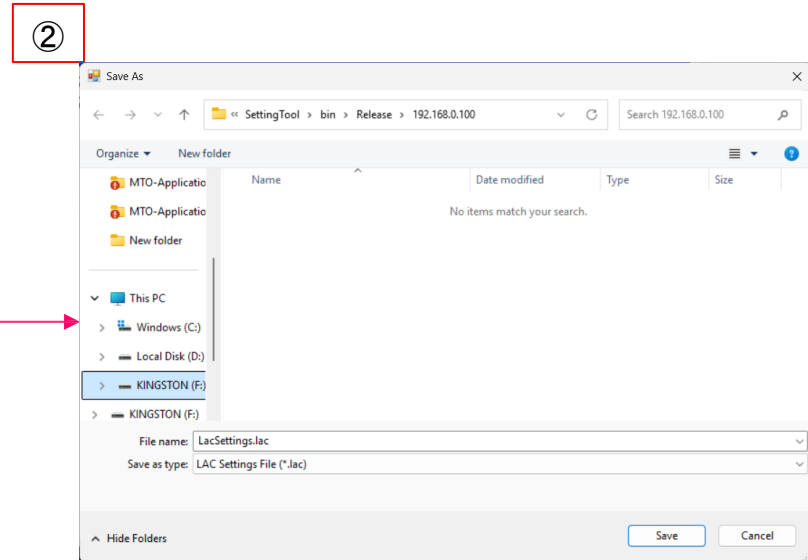 ②
Save As
« SettingTool › bin › Release › 192.168.0.100
Search 192.168.0.100
Organize
New folder
Name
Date modified
Type
Size
MTO-Applicatio
MTO-Applicatio
New folder
No items match your search.
This PC
Windows (C:)
Local Disk (D:)
KINGSTON (F:)
KINGSTON (F:)
File name: LacSettings.lac
Save as type: LAC Settings File (*.lac)
Hide Folders
Save
Cancel